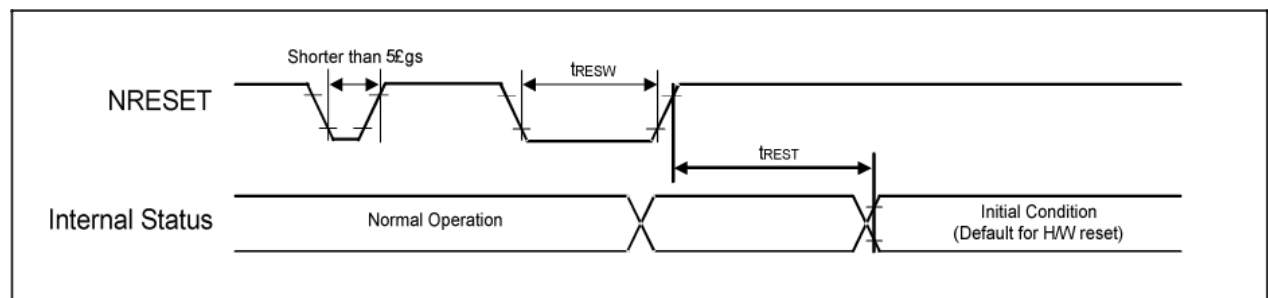 Shorter than 5£gs
tRESW
NRESET
tREST
Internal Status
Normal Operation
Initial Condition
(Default for H/W reset)